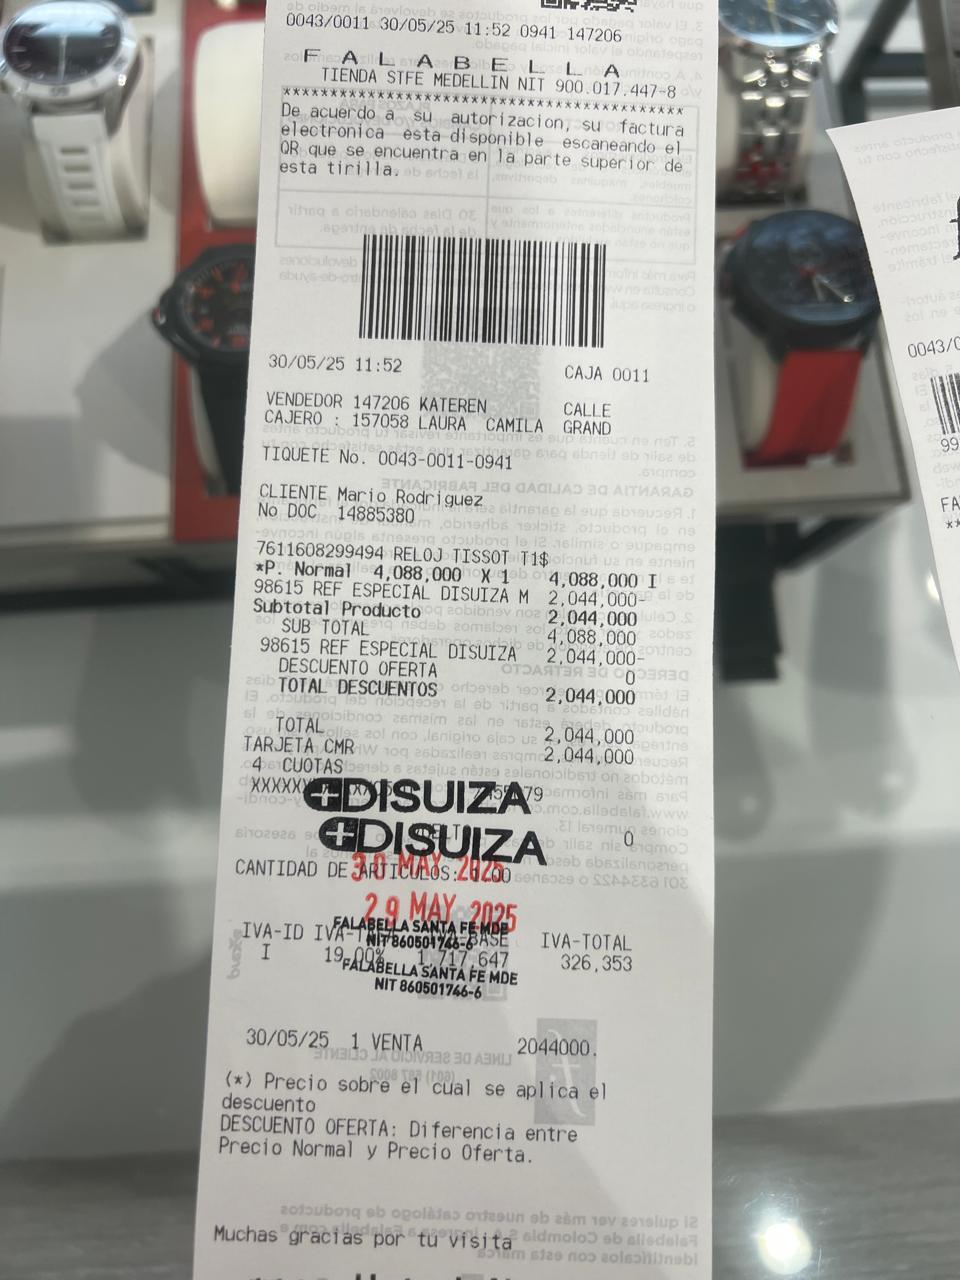 0043/0011 30/05/25 11:52 0941 147206
FALABELLA
TIENDA STFE MEDELLIN NIT 900.017.447-8
****************************************
De acuerdo a su autorizacion, su factura
electronica esta disponible escaneando el
QR que se encuentra en la parte superior de
esta tirilla.
30/05/25 11:52 CAJA 0011
VENDEDOR 147206 KATEREN CALLE
CAJERO : 157058 LAURA CAMILA GRAND
TIQUETE No. 0043-0011-0941
CLIENTE Mario Rodriguez
No DOC 14885380
7611608299494 RELOJ TISSOT T1$
*P. Normal 4,088,000 X 1 4,088,000 I
98615 REF ESPECIAL DISUIZA M 2,044,000-
Subtotal Producto 2,044,000
SUB TOTAL 4,088,000
98615 REF ESPECIAL DISUIZA 2,044,000-
DESCUENTO OFERTA 0
TOTAL DESCUENTOS 2,044,000
TOTAL 2,044,000
TARJETA CMR 2,044,000
4 CUOTAS
DISUIZA
DISUIZA 0
30 MAY 2025
CANTIDAD DE ARTICULOS: 1.00
29 MAY 2025
FALABELLA SANTA FE MDE
NIT 860501746-6
IVA-ID IVA-BASE IVA-TOTAL
I 19.00% 1,717,647 326,353
FALABELLA SANTA FE MDE
NIT 860501746-6
30/05/25 1 VENTA 2044000.
(*) Precio sobre el cual se aplica el
descuento
DESCUENTO OFERTA: Diferencia entre
Precio Normal y Precio Oferta.
Muchas gracias por tu visita
0043/0